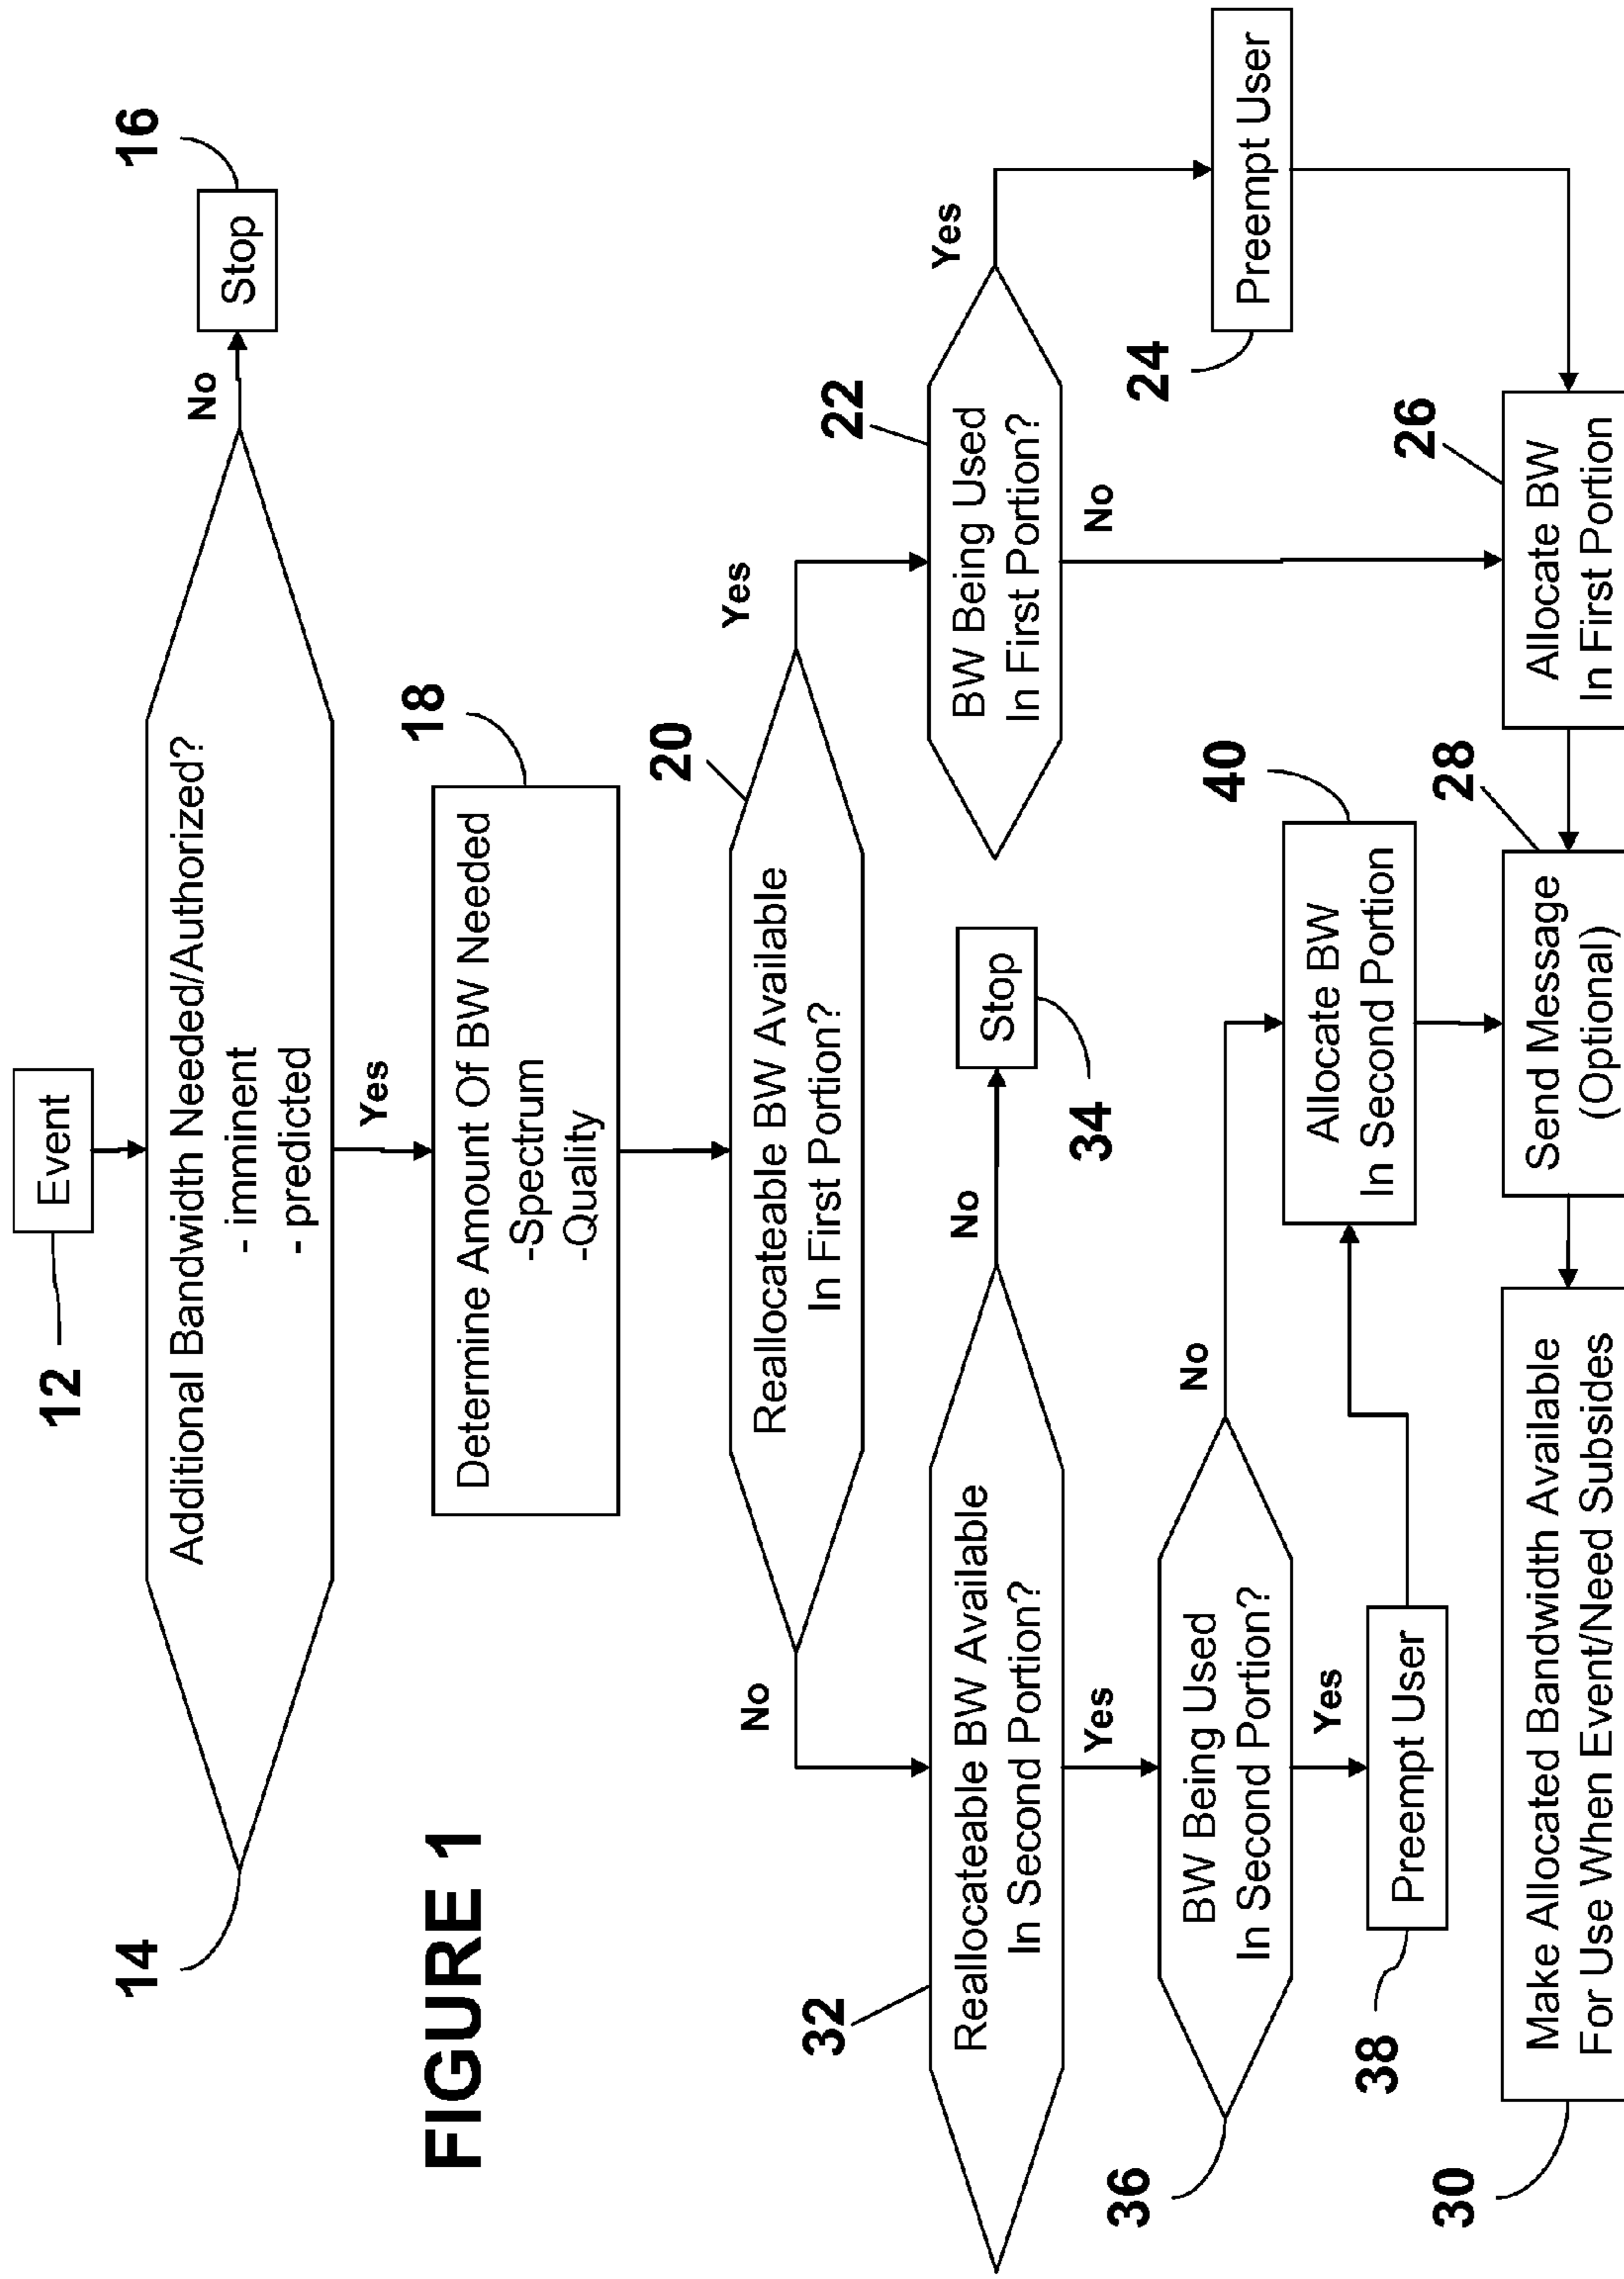 12
Event
14
Additional Bandwidth Needed/Authorized?
- imminent
- predicted
No
Stop
16
Yes
Determine Amount Of BW Needed
-Spectrum
-Quality
18
FIGURE 1
20
Reallocateable BW Available
In First Portion?
No
Yes
32
Reallocateable BW Available
In Second Portion?
No
Stop
34
22
BW Being Used
In First Portion?
Yes
No
Yes
36
BW Being Used
In Second Portion?
No
Yes
24
Preempt User
38
Preempt User
40
Allocate BW
In Second Portion
26
Allocate BW
In First Portion
28
Send Message
(Optional)
30
Make Allocated Bandwidth Available
For Use When Event/Need Subsides